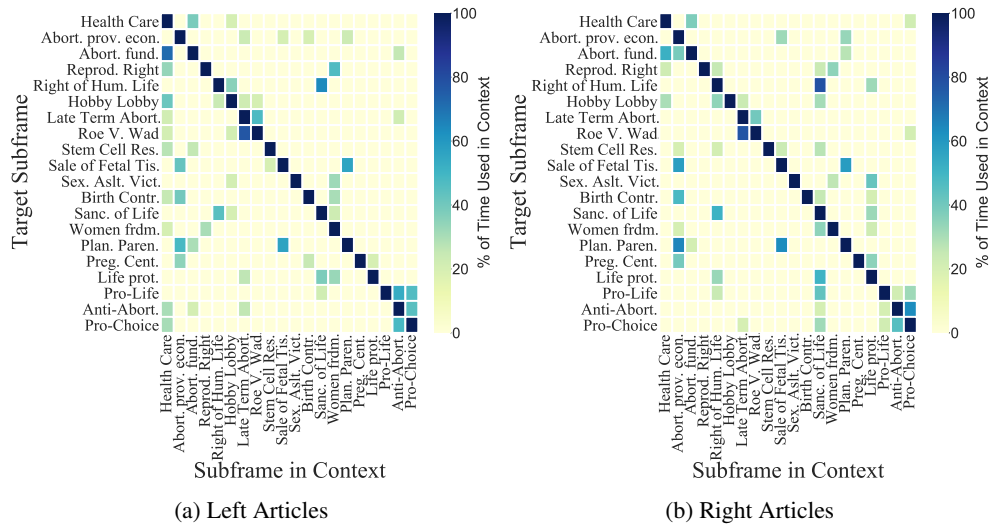 Target Subframe
Health Care
Abort. prov. econ.
Abort. fund.
Reprod. Right
Right of Hum. Life
Hobby Lobby
Late Term Abort.
Roe V. Wad
Stem Cell Res.
Sale of Fetal Tis.
Sex. Aslt. Vict.
Birth Contr.
Sanc. of Life
Women frdm.
Plan. Paren.
Preg. Cent.
Life prot.
Pro-Life
Anti-Abort.
Pro-Choice
Health Care
Abort. prov. econ.
Abort. fund.
Reprod. Right
Right of Hum. Life
Hobby Lobby
Late Term Abort.
Roe V. Wad.
Stem Cell Res.
Sale of Fetal Tis.
Sex. Aslt. Vict.
Birth Contr.
Sanc. of Life
Women frdm.
Plan. Paren.
Preg. Cent.
Life prot.
Pro-Life
Anti-Abort.
Pro-Choice
Subframe in Context
100
80
60
40
20
0
% of Time Used in Context
(a) Left Articles
Target Subframe
Health Care
Abort. prov. econ.
Abort. fund.
Reprod. Right
Right of Hum. Life
Hobby Lobby
Late Term Abort.
Roe V. Wad
Stem Cell Res.
Sale of Fetal Tis.
Sex. Aslt. Vict.
Birth Contr.
Sanc. of Life
Women frdm.
Plan. Paren.
Preg. Cent.
Life prot.
Pro-Life
Anti-Abort.
Pro-Choice
Health Care
Abort. prov. econ.
Abort. fund.
Reprod. Right
Right of Hum. Life
Hobby Lobby
Late Term Abort.
Roe V. Wad.
Stem Cell Res.
Sale of Fetal Tis.
Sex. Aslt. Vict.
Birth Contr.
Sanc. of Life
Women frdm.
Plan. Paren.
Preg. Cent.
Life prot.
Pro-Life
Anti-Abort.
Pro-Choice
Subframe in Context
100
80
60
40
20
0
% of Time Used in Context
(b) Right Articles